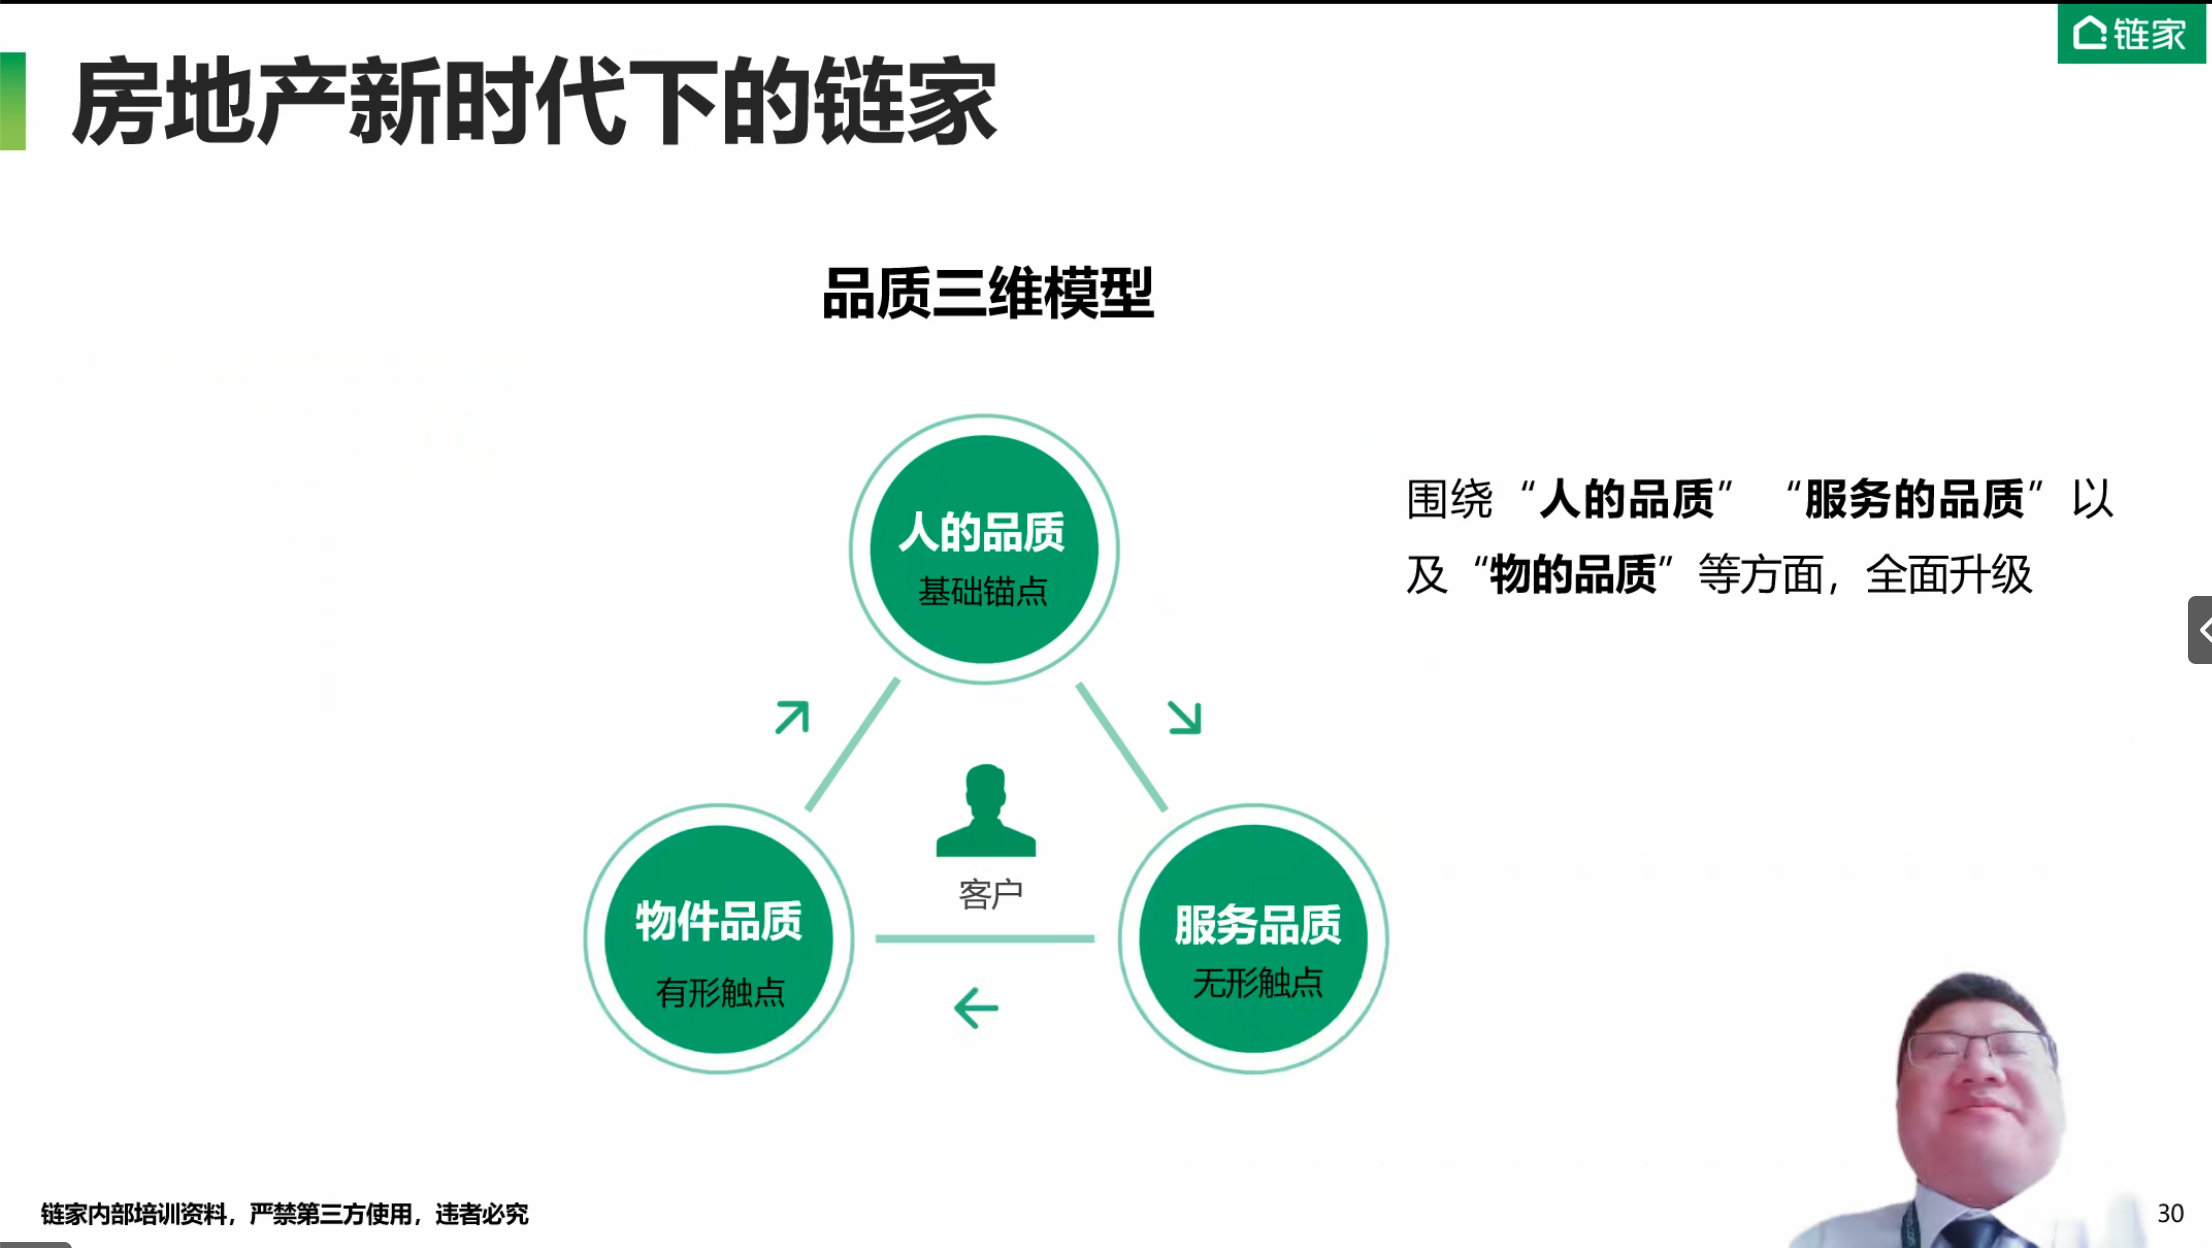 链家
房地产新时代下的链家
品质三维模型
人的品质
基础锚点
围绕“人的品质” “服务的品质”以
及“物的品质”等方面，全面升级
客户
物件品质
有形触点
服务品质
无形触点
链家内部培训资料，严禁第三方使用，违者必究
30